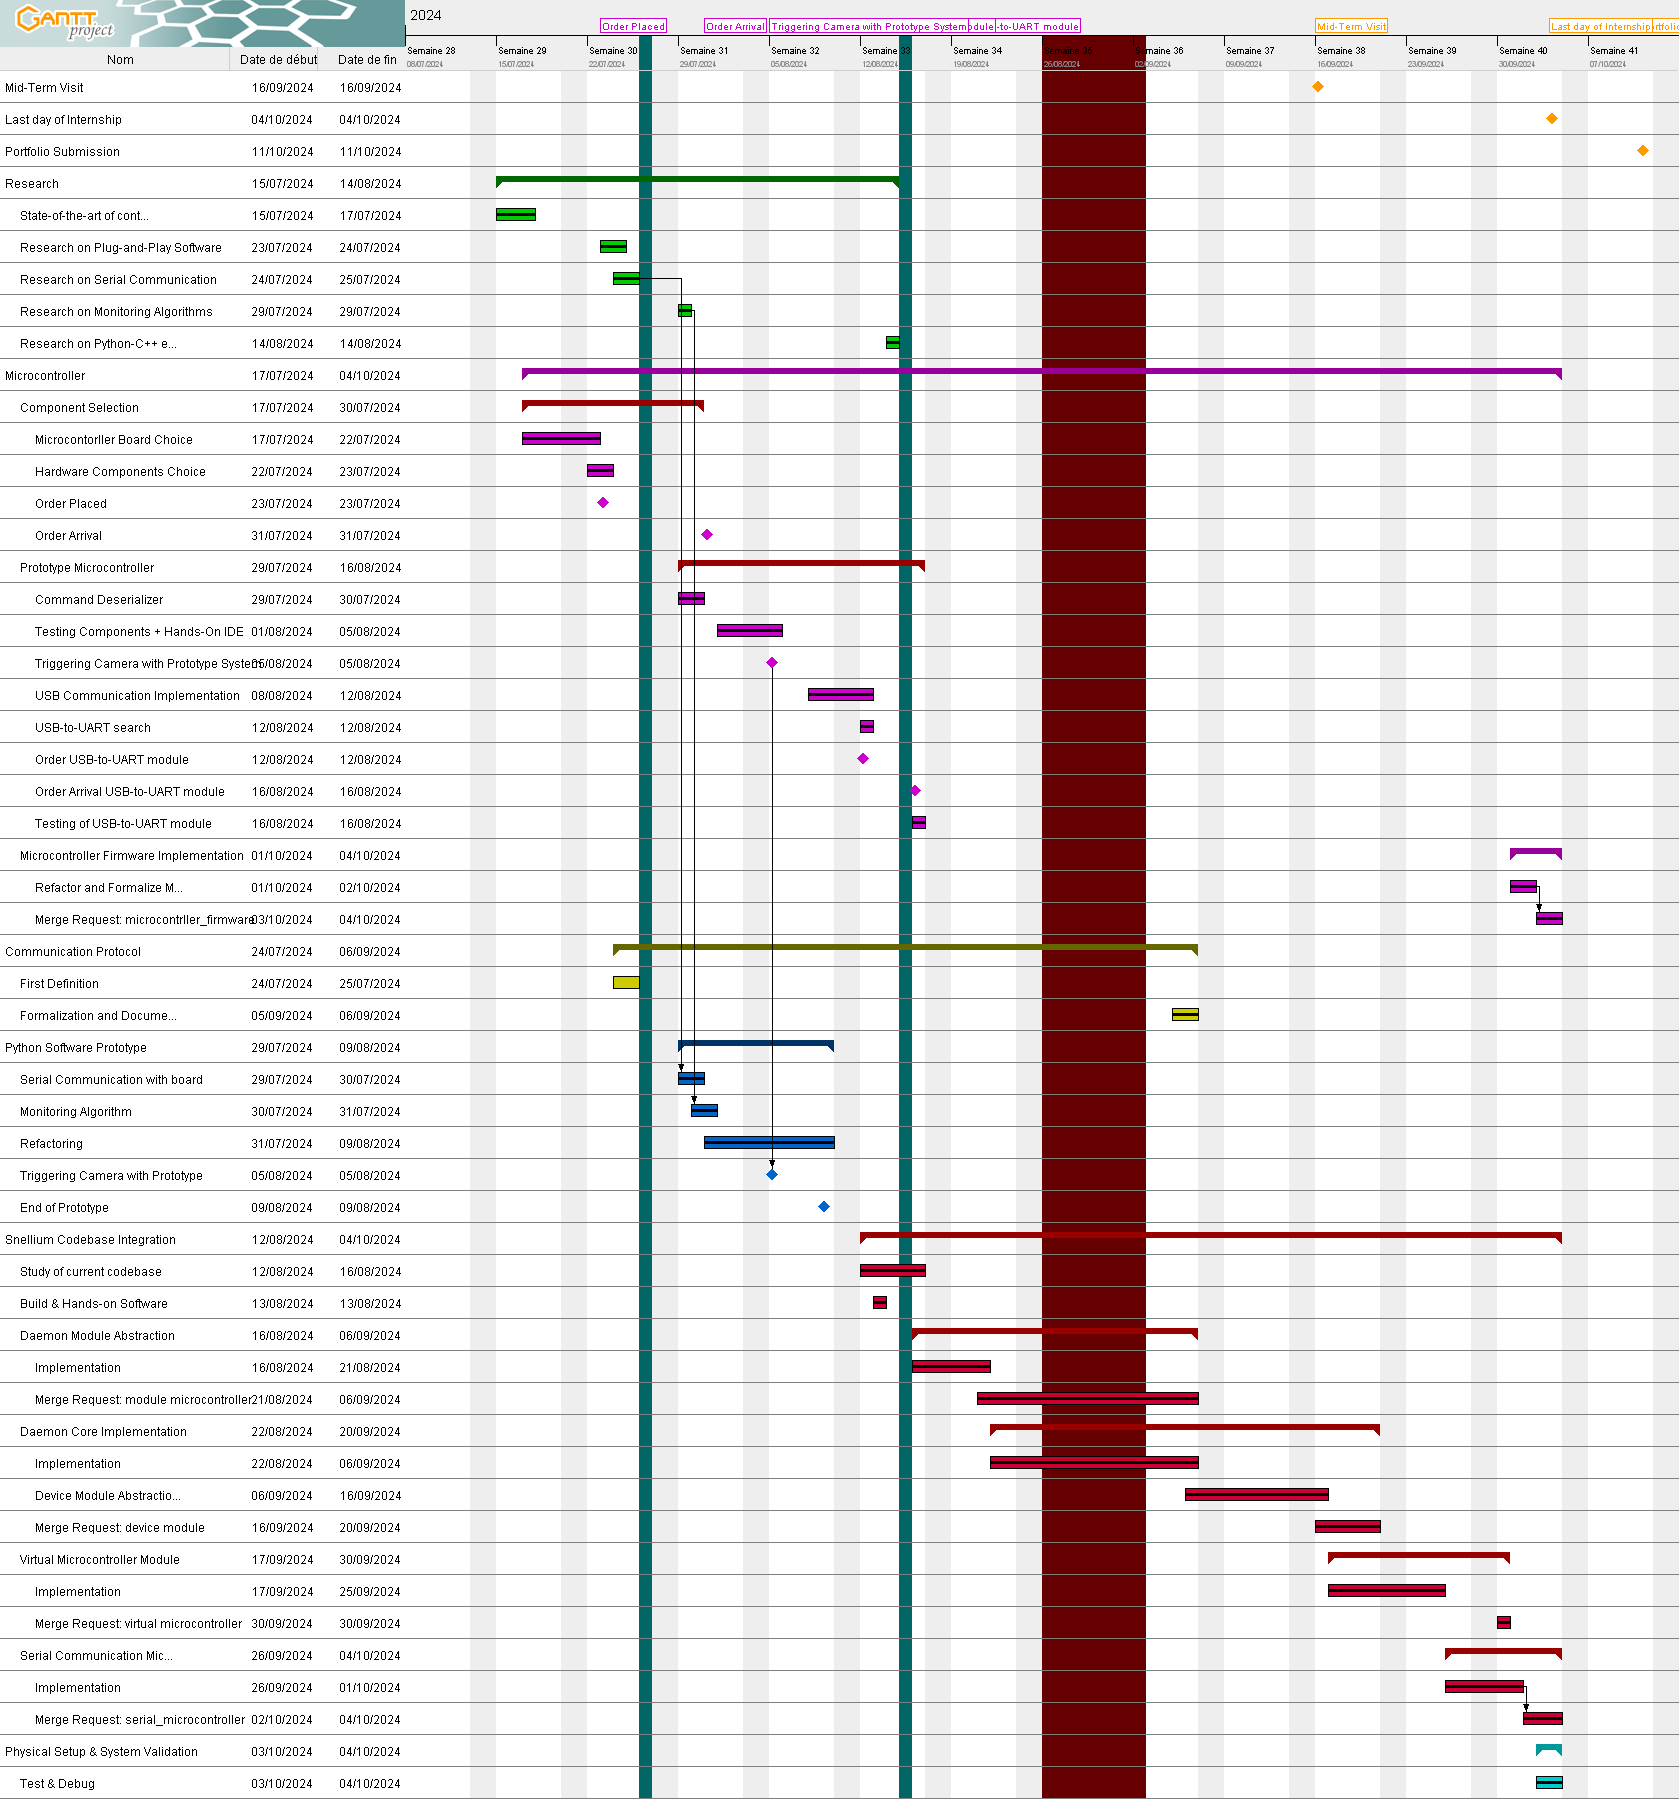 GANTT project
2024
Order Placed
Order Arrival
Triggering Camera with Prototype System
dule
-to-UART module
Mid-Term Visit
Last day of Internship
rtfolio
Nom
Date de début
Date de fin
Semaine 28
Semaine 29
Semaine 30
Semaine 31
Semaine 32
Semaine 33
Semaine 34
Semaine 35
Semaine 36
Semaine 37
Semaine 38
Semaine 39
Semaine 40
Semaine 41
08/07/2024
15/07/2024
22/07/2024
29/07/2024
05/08/2024
12/08/2024
19/08/2024
26/08/2024
02/09/2024
09/09/2024
16/09/2024
23/09/2024
30/09/2024
07/10/2024
Mid-Term Visit 16/09/2024 16/09/2024
Last day of Internship 04/10/2024 04/10/2024
Portfolio Submission 11/10/2024 11/10/2024
Research 15/07/2024 14/08/2024
State-of-the-art of cont... 15/07/2024 17/07/2024
Research on Plug-and-Play Software 23/07/2024 24/07/2024
Research on Serial Communication 24/07/2024 25/07/2024
Research on Monitoring Algorithms 29/07/2024 29/07/2024
Research on Python-C++ e... 14/08/2024 14/08/2024
Microcontroller 17/07/2024 04/10/2024
Component Selection 17/07/2024 30/07/2024
Microcontorller Board Choice 17/07/2024 22/07/2024
Hardware Components Choice 22/07/2024 23/07/2024
Order Placed 23/07/2024 23/07/2024
Order Arrival 31/07/2024 31/07/2024
Prototype Microcontroller 29/07/2024 16/08/2024
Command Deserializer 29/07/2024 30/07/2024
Testing Components + Hands-On IDE 01/08/2024 05/08/2024
Triggering Camera with Prototype System 05/08/2024 05/08/2024
USB Communication Implementation 08/08/2024 12/08/2024
USB-to-UART search 12/08/2024 12/08/2024
Order USB-to-UART module 12/08/2024 12/08/2024
Order Arrival USB-to-UART module 16/08/2024 16/08/2024
Testing of USB-to-UART module 16/08/2024 16/08/2024
Microcontroller Firmware Implementation 01/10/2024 04/10/2024
Refactor and Formalize M... 01/10/2024 02/10/2024
Merge Request: microcontrller_firmware 03/10/2024 04/10/2024
Communication Protocol 24/07/2024 06/09/2024
First Definition 24/07/2024 25/07/2024
Formalization and Docume... 05/09/2024 06/09/2024
Python Software Prototype 29/07/2024 09/08/2024
Serial Communication with board 29/07/2024 30/07/2024
Monitoring Algorithm 30/07/2024 31/07/2024
Refactoring 31/07/2024 09/08/2024
Triggering Camera with Prototype 05/08/2024 05/08/2024
End of Prototype 09/08/2024 09/08/2024
Snellium Codebase Integration 12/08/2024 04/10/2024
Study of current codebase 12/08/2024 16/08/2024
Build & Hands-on Software 13/08/2024 13/08/2024
Daemon Module Abstraction 16/08/2024 06/09/2024
Implementation 16/08/2024 21/08/2024
Merge Request: module microcontroller 21/08/2024 06/09/2024
Daemon Core Implementation 22/08/2024 20/09/2024
Implementation 22/08/2024 06/09/2024
Device Module Abstractio... 06/09/2024 16/09/2024
Merge Request: device module 16/09/2024 20/09/2024
Virtual Microcontroller Module 17/09/2024 30/09/2024
Implementation 17/09/2024 25/09/2024
Merge Request: virtual microcontroller 30/09/2024 30/09/2024
Serial Communication Mic... 26/09/2024 04/10/2024
Implementation 26/09/2024 01/10/2024
Merge Request: serial_microcontroller 02/10/2024 04/10/2024
Physical Setup & System Validation 03/10/2024 04/10/2024
Test & Debug 03/10/2024 04/10/2024